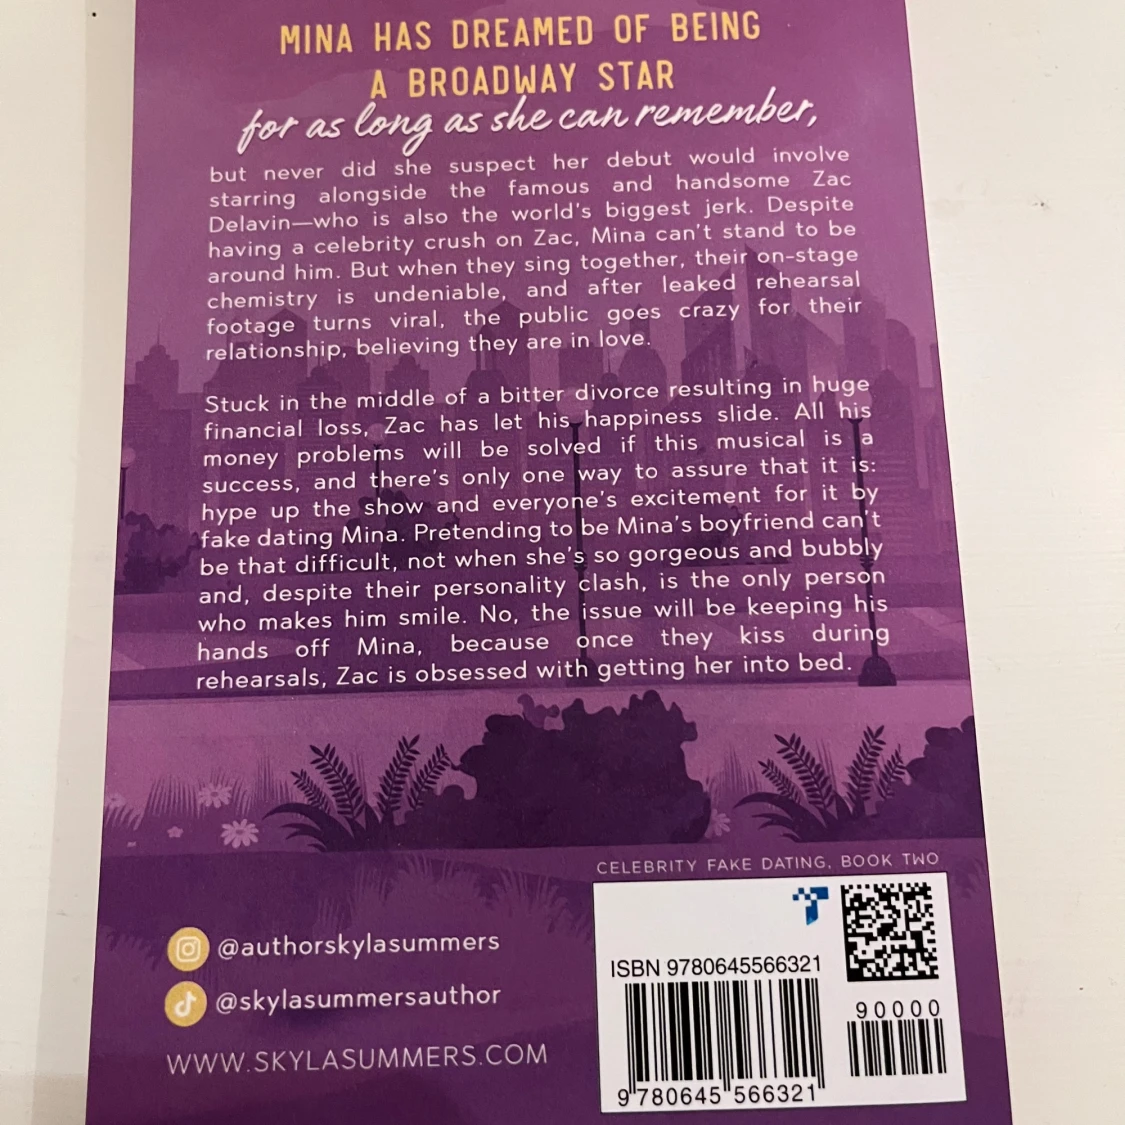 MINA HAS DREAMED OF BEING
A BROADWAY STAR
for as long as she can remember,
but never did she suspect her debut would involve
starring alongside the famous and handsome Zac
Delavin—who is also the world's biggest jerk. Despite
having a celebrity crush on Zac, Mina can't stand to be
around him. But when they sing together, their on-stage
chemistry is undeniable, and after leaked rehearsal
footage turns viral, the public goes crazy for their
relationship, believing they are in love.
Stuck in the middle of a bitter divorce resulting in huge
financial loss, Zac has let his happiness slide. All his
money problems will be solved if this musical is a
success, and there's only one way to assure that it is:
hype up the show and everyone's excitement for it by
fake dating Mina. Pretending to be Mina's boyfriend can't
be that difficult, not when she's so gorgeous and bubbly
and, despite their personality clash, is the only person
who makes him smile. No, the issue will be keeping his
hands off Mina, because once they kiss during
rehearsals, Zac is obsessed with getting her into bed.
CELEBRITY FAKE DATING, BOOK TWO
@authorskylasummers
@skylasummersauthor
WWW.SKYLASUMMERS.COM
ISBN 9780645566321
90000
9 780645 566321